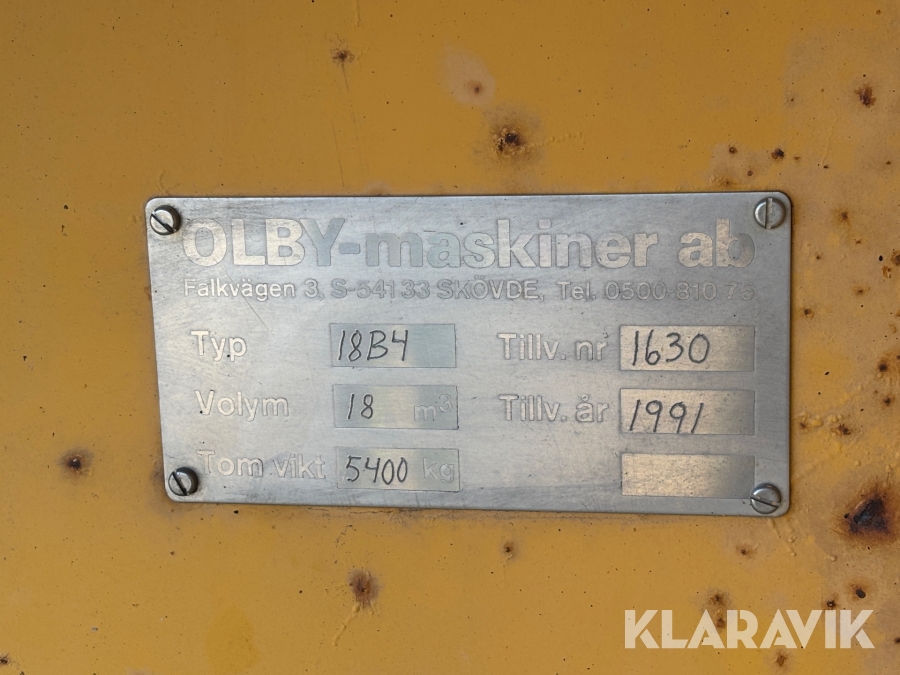 OLBY-maskiner ab
Falkvägen 3, S-541 33 SKÖVDE, Tel. 0500-810 75
Typ 18B4 Tillv. nr 1630
Volym 18 m³ Tillv. år 1991
Tom vikt 5400 kg
KLARAVIK